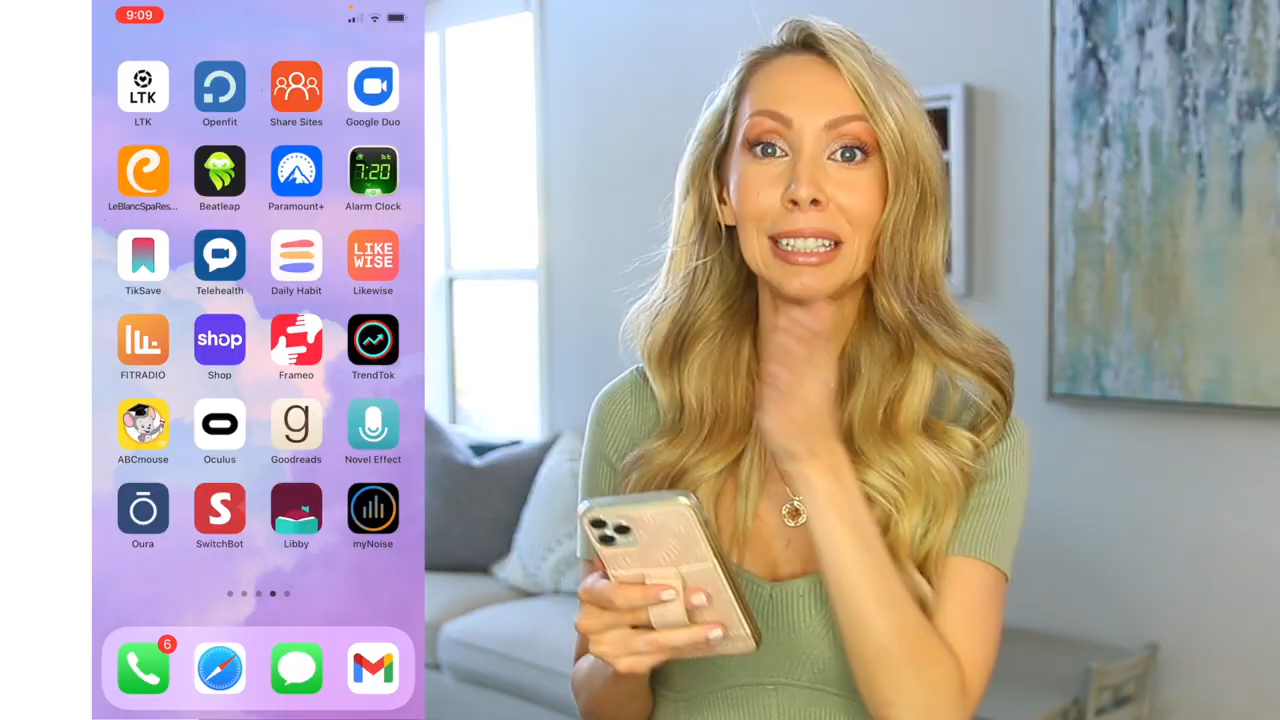 9:09
LTK
LTK
Openfit
Share Sites
Google Duo
LeBlancSpaRes...
Beatleap
Paramount+
7:20
Alarm Clock
TikSave
Telehealth
Daily Habit
LIKE
WISE
Likewise
FITRADIO
shop
Shop
Frameo
TrendTok
ABCmouse
Oculus
g
Goodreads
Novel Effect
Oura
S
SwitchBot
Libby
myNoise
6